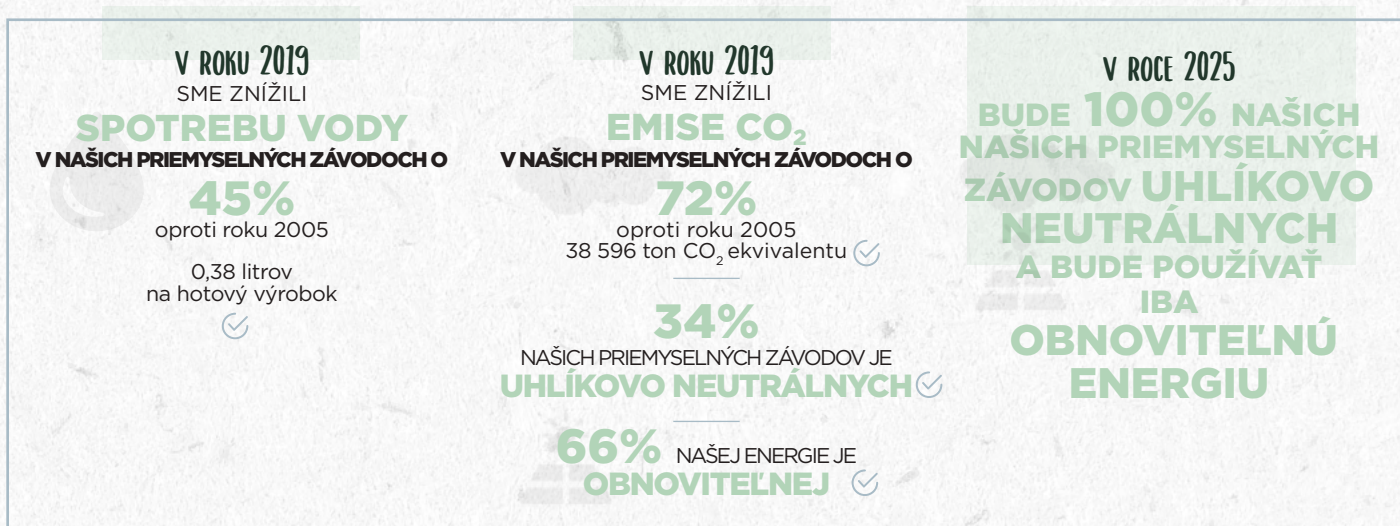 V ROKU 2019
SME ZNÍŽILI
SPOTREBU VODY
V NAŠICH PRIEMYSELNÝCH ZÁVODOCH O
45%
oproti roku 2005
0,38 litrov
na hotový výrobok
V ROKU 2019
SME ZNÍŽILI
EMISE CO₂
V NAŠICH PRIEMYSELNÝCH ZÁVODOCH O
72%
oproti roku 2005
38 596 ton CO₂ ekvivalentu
34%
NAŠICH PRIEMYSELNÝCH ZÁVODOV JE
UHLÍKOVO NEUTRÁLNYCH
66% NAŠEJ ENERGIE JE
OBNOVITEĽNEJ
V ROCE 2025
BUDE 100% NAŠICH
NAŠICH PRIEMYSELNÝCH
ZÁVODOV UHLÍKOVO
NEUTRÁLNYCH
A BUDE POUŽÍVAŤ
IBA
OBNOVITEĽNÚ
ENERGIU